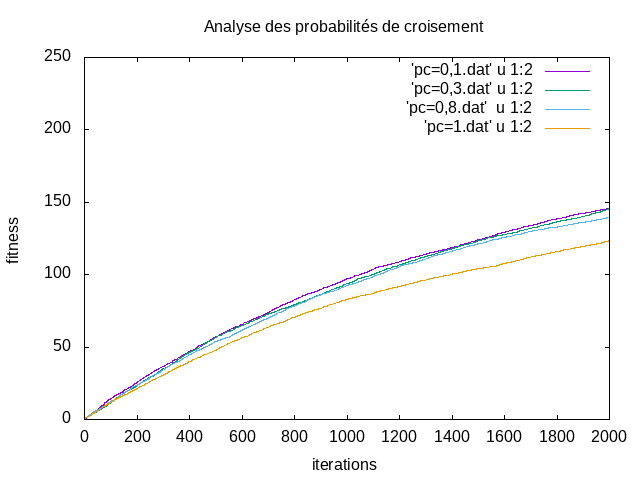 Analyse des probabilités de croisement
250
200
150
100
50
0
fitness
'pc=0,1.dat' u 1:2
'pc=0,3.dat' u 1:2
'pc=0,8.dat'  u 1:2
'pc=1.dat' u 1:2
0 200 400 600 800 1000 1200 1400 1600 1800 2000
iterations